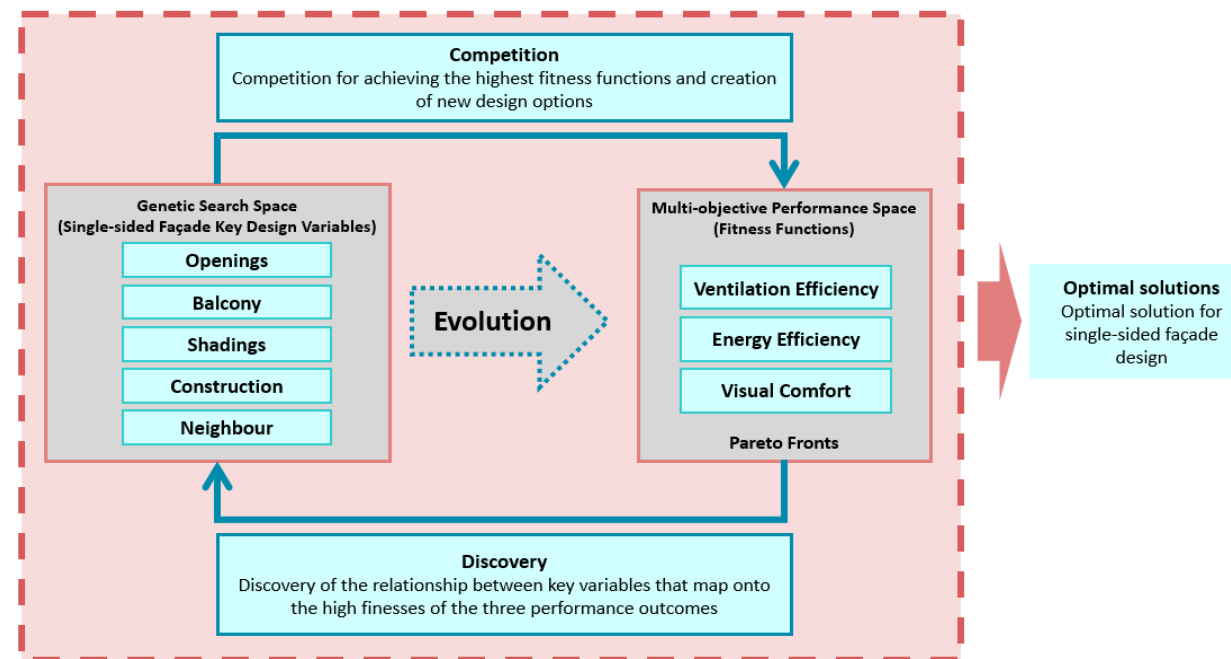 Competition
Competition for achieving the highest fitness functions and creation
of new design options
Genetic Search Space
(Single-sided Façade Key Design Variables)
Openings
Balcony
Shadings
Construction
Neighbour
Evolution
Multi-objective Performance Space
(Fitness Functions)
Ventilation Efficiency
Energy Efficiency
Visual Comfort
Pareto Fronts
Optimal solutions
Optimal solution for
single-sided façade
design
Discovery
Discovery of the relationship between key variables that map onto
the high finesses of the three performance outcomes